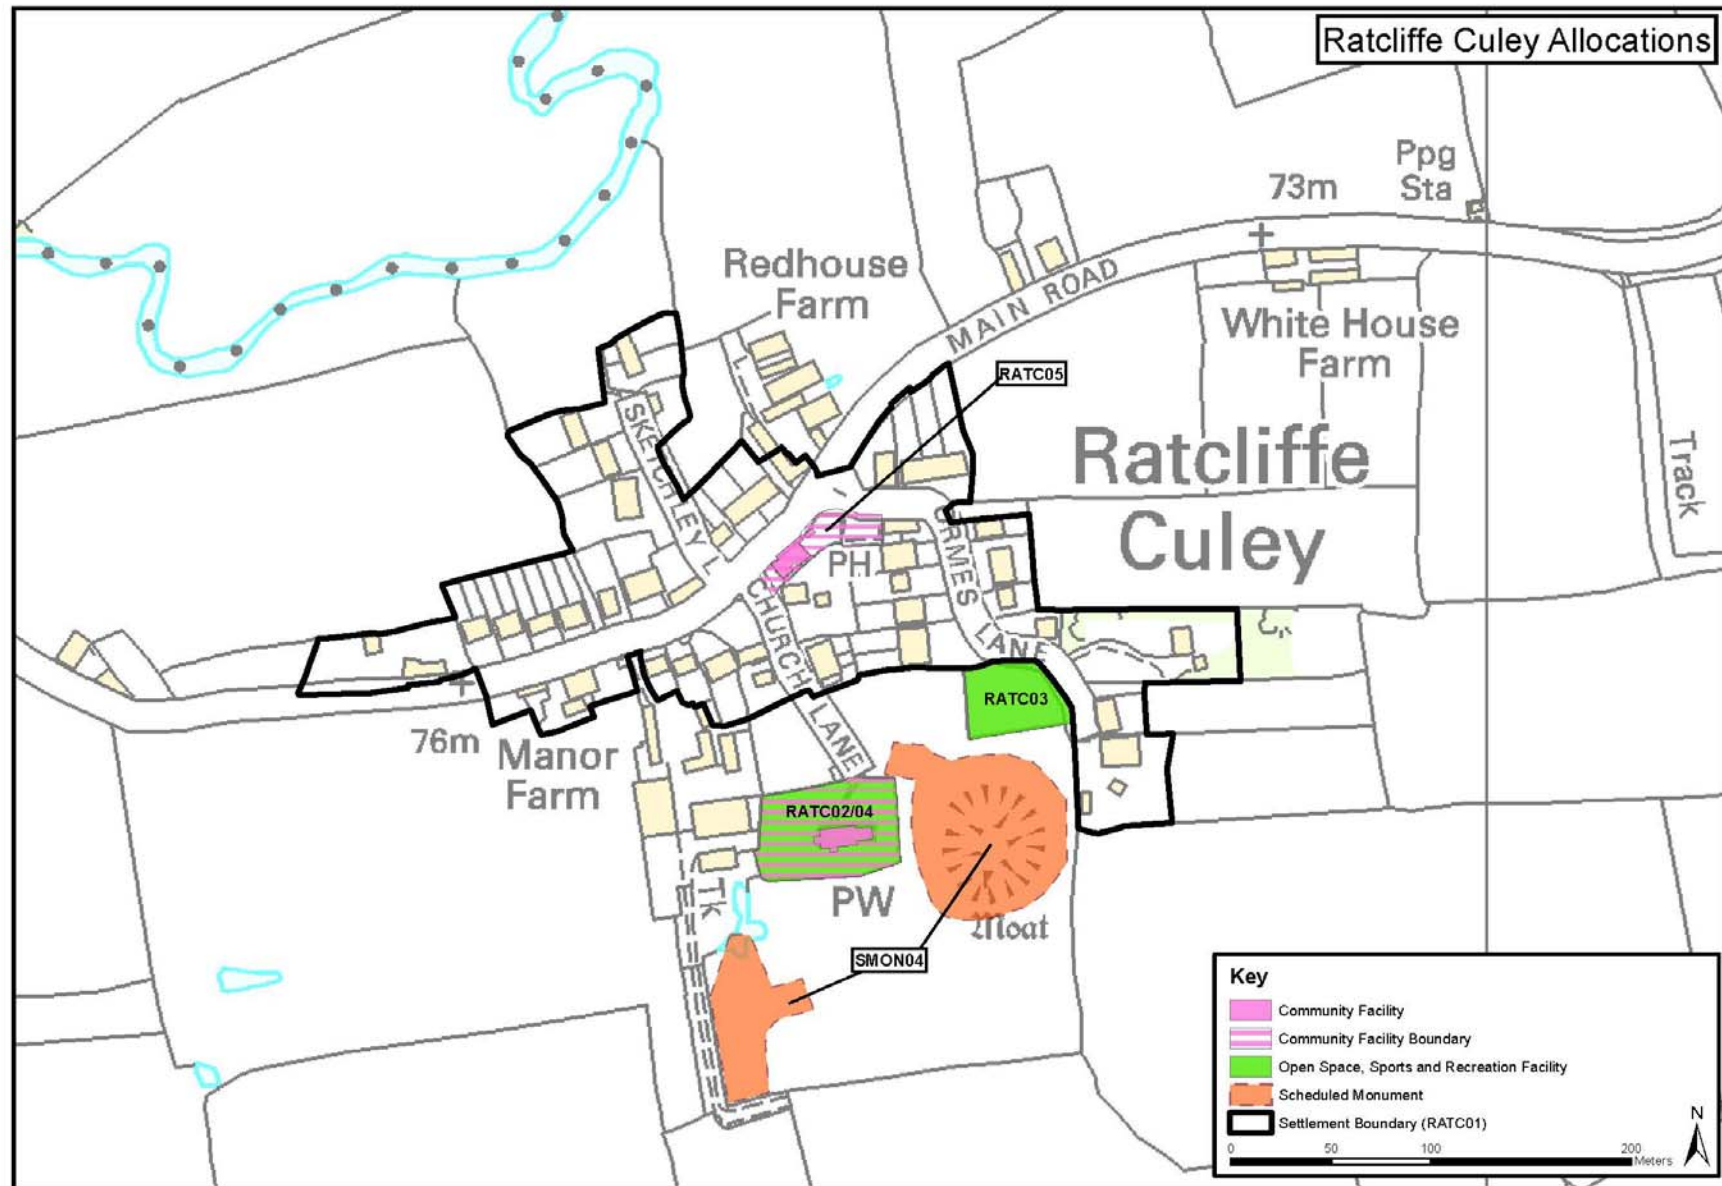 Ratcliffe Culey Allocations
Ppg
Sta
73m
Redhouse
Farm
MAIN ROAD
White House
Farm
RATC05
SKETCHLEY L
Ratcliffe
Culey
Track
PH
ORMES LANE
CHURCH LANE
RATC03
76m
Manor
Farm
RATC02/04
PW
Tk
Moat
SMON04
Key
Community Facility
Community Facility Boundary
Open Space, Sports and Recreation Facility
Scheduled Monument
Settlement Boundary (RATC01)
N
0 50 100 200
Meters